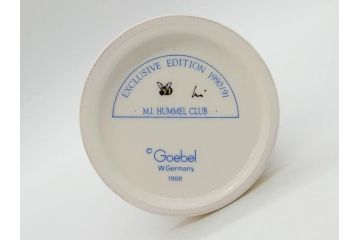 EXCLUSIVE EDITION 1990/91
M.I. HUMMEL CLUB
© Goebel
W.Germany
1988